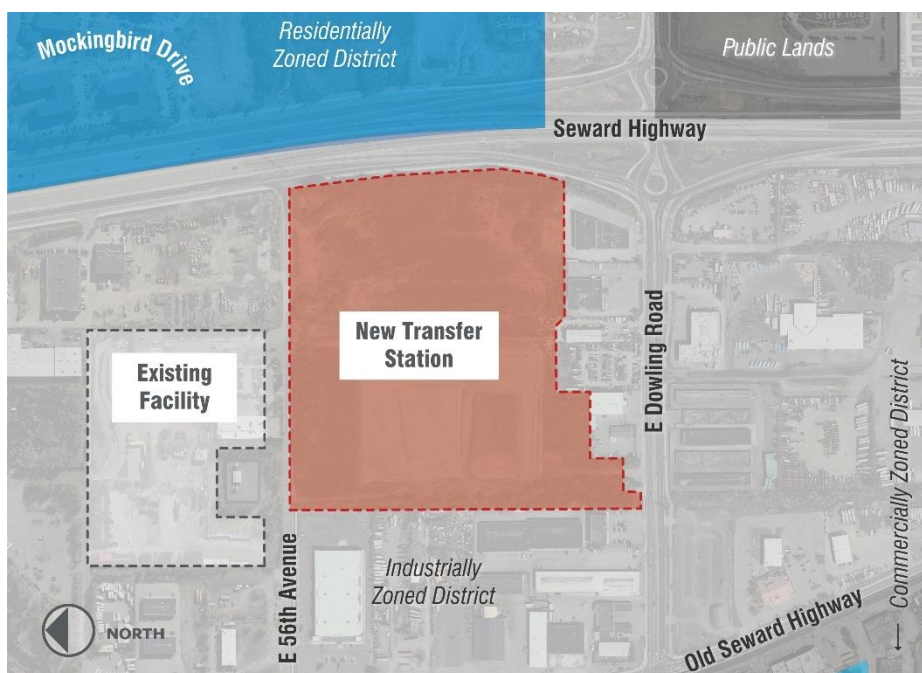 Mockingbird Drive
Residentially
Zoned District
Public Lands
Seward Highway
New Transfer
Station
Existing
Facility
E Dowling Road
E 56th Avenue
Industrially
Zoned District
Commercially Zoned District
Old Seward Highway
NORTH